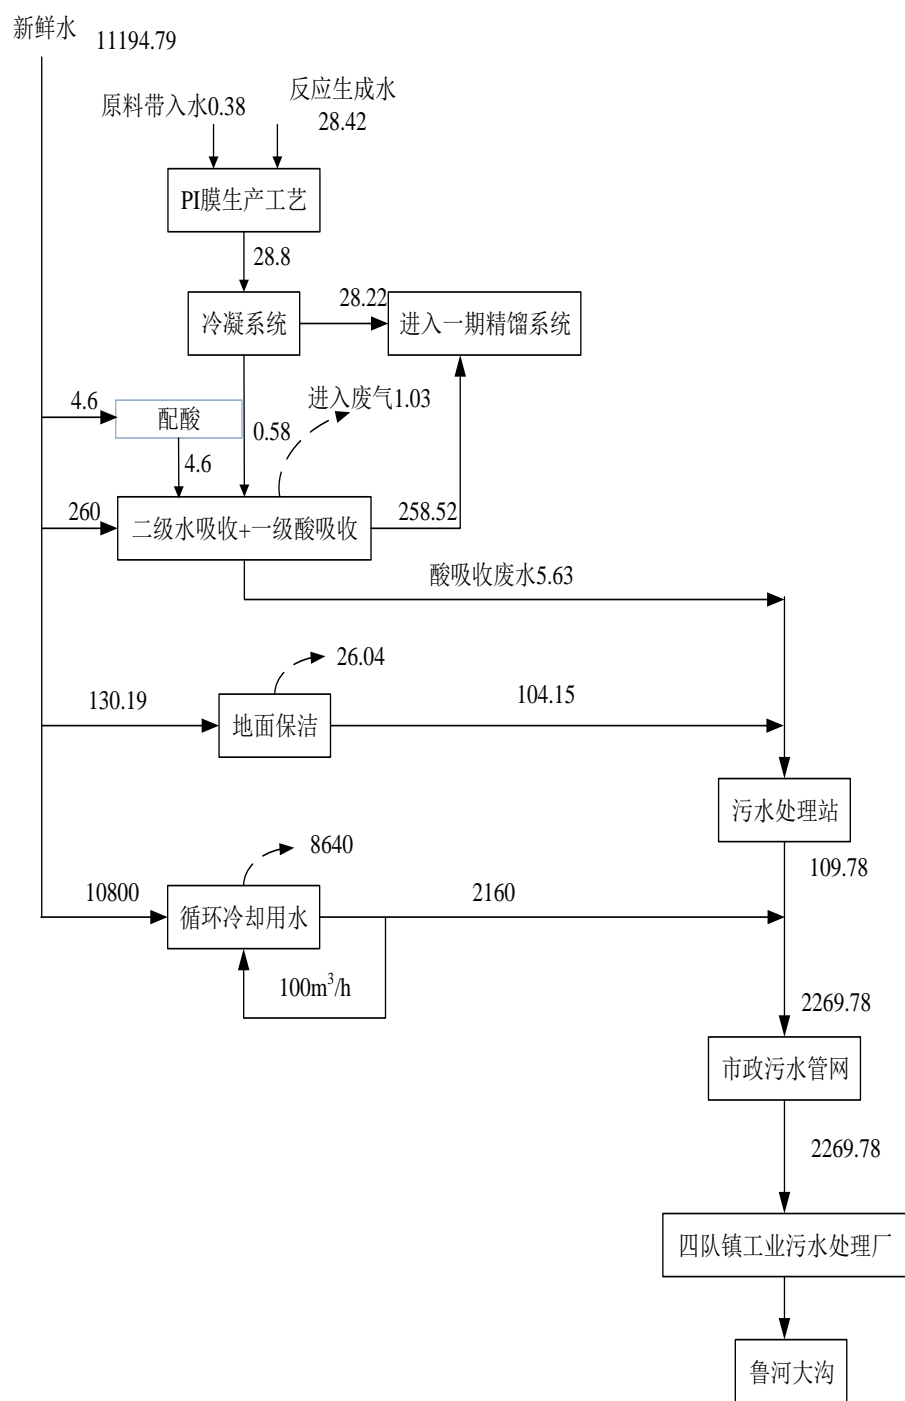 新鲜水
11194.79
原料带入水0.38
反应生成水
28.42
PI膜生产工艺
28.8
冷凝系统
28.22
进入一期精馏系统
4.6
配酸
0.58
进入废气1.03
4.6
260
二级水吸收+一级酸吸收
258.52
酸吸收废水5.63
26.04
130.19
地面保洁
104.15
污水处理站
109.78
8640
10800
循环冷却用水
2160
100m³/h
2269.78
市政污水管网
2269.78
四队镇工业污水处理厂
鲁河大沟